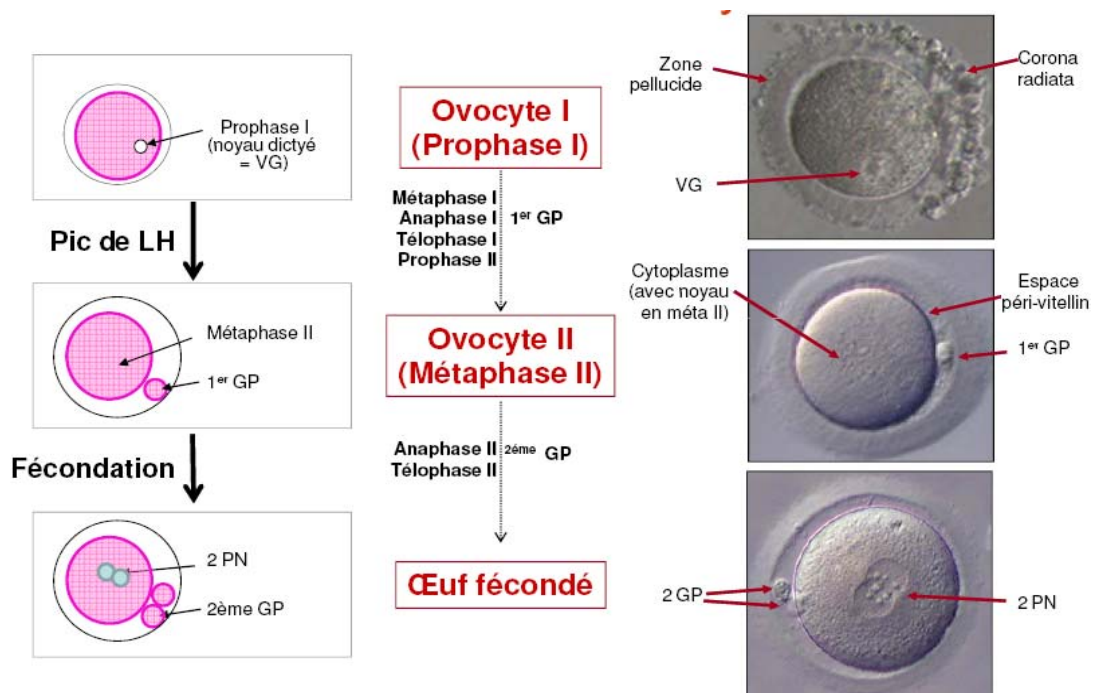 Prophase I
(noyau dictyé
= VG)
Pic de LH
Métaphase II
1er GP
Fécondation
2 PN
2ème GP
Ovocyte I
(Prophase I)
Métaphase I
Anaphase I
Télophase I
Prophase II
1er GP
Ovocyte II
(Métaphase II)
Anaphase II
Télophase II
2éme GP
Œuf fécondé
Zone
pellucide
Corona
radiata
VG
Cytoplasme
(avec noyau
en méta II)
Espace
péri-vitellin
1er GP
2 GP
2 PN